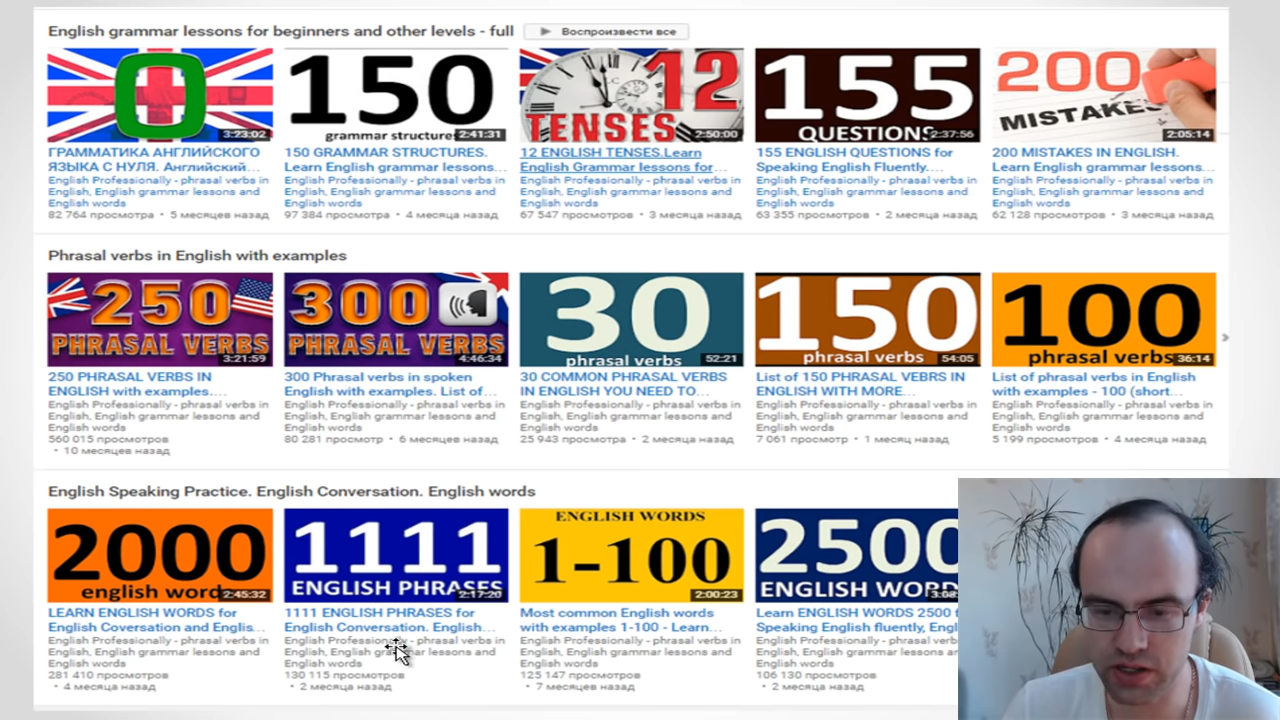 English grammar lessons for beginners and other levels - full
Воспроизвести все
0
3:23:02
150
grammar structure
2:41:31
12
TENSES
2:50:00
155
QUESTIONS
2:37:56
200
MISTAKES
2:05:14
ГРАММАТИКА АНГЛИЙСКОГО
ЯЗЫКА С НУЛЯ. Английский...
English Professionally - phrasal verbs in
English, English grammar lessons and
English words
82 764 просмотра • 5 месяцев назад
150 GRAMMAR STRUCTURES.
Learn English grammar lessons...
English Professionally - phrasal verbs in
English, English grammar lessons and
English words
97 384 просмотра • 4 месяца назад
12 ENGLISH TENSES.Learn
English Grammar lessons for...
English Professionally - phrasal verbs in
English, English grammar lessons and
English words
67 547 просмотров • 3 месяца назад
155 ENGLISH QUESTIONS for
Speaking English Fluently....
English Professionally - phrasal verbs in
English, English grammar lessons and
English words
63 355 просмотров • 2 месяца назад
200 MISTAKES IN ENGLISH.
Learn English grammar lessons...
English Professionally - phrasal verbs in
English, English grammar lessons and
English words
62 128 просмотров • 3 месяца назад
Phrasal verbs in English with examples
250
PHRASAL VERBS
3:21:59
300
PHRASAL VERBS
4:46:34
30
phrasal verbs
52:21
150
phrasal verbs
54:05
100
phrasal verbs
36:14
250 PHRASAL VERBS IN
ENGLISH with examples....
English Professionally - phrasal verbs in
English, English grammar lessons and
English words
560 015 просмотров
• 10 месяцев назад
300 Phrasal verbs in spoken
English with examples. List of...
English Professionally - phrasal verbs in
English, English grammar lessons and
English words
80 281 просмотр • 6 месяцев назад
30 COMMON PHRASAL VERBS
IN ENGLISH YOU NEED TO...
English Professionally - phrasal verbs in
English, English grammar lessons and
English words
25 943 просмотра • 2 месяца назад
List of 150 PHRASAL VEBRS IN
ENGLISH WITH MORE...
English Professionally - phrasal verbs in
English, English grammar lessons and
English words
7 061 просмотр • 1 месяц назад
List of phrasal verbs in English
with examples - 100 (short...
English Professionally - phrasal verbs in
English, English grammar lessons and
English words
5 199 просмотров • 4 месяца назад
English Speaking Practice. English Conversation. English words
2000
english word
2:45:32
1111
ENGLISH PHRASES
2:17:20
ENGLISH WORDS
1-100
2:00:23
2500
ENGLISH WORD
3:08:
LEARN ENGLISH WORDS for
English Coversation and Englis...
English Professionally - phrasal verbs in
English, English grammar lessons and
English words
281 410 просмотров
• 4 месяца назад
1111 ENGLISH PHRASES for
English Conversation. English...
English Professionally - phrasal verbs in
English, English grammar lessons and
English words
130 115 просмотров
• 2 месяца назад
Most common English words
with examples 1-100 - Learn...
English Professionally - phrasal verbs in
English, English grammar lessons and
English words
125 147 просмотров
• 7 месяцев назад
Learn ENGLISH WORDS 2500 f
Speaking English fluently, Engl
English Professionally - phrasal verbs
English, English grammar lessons and
English words
106 130 просмотров
• 2 месяца назад